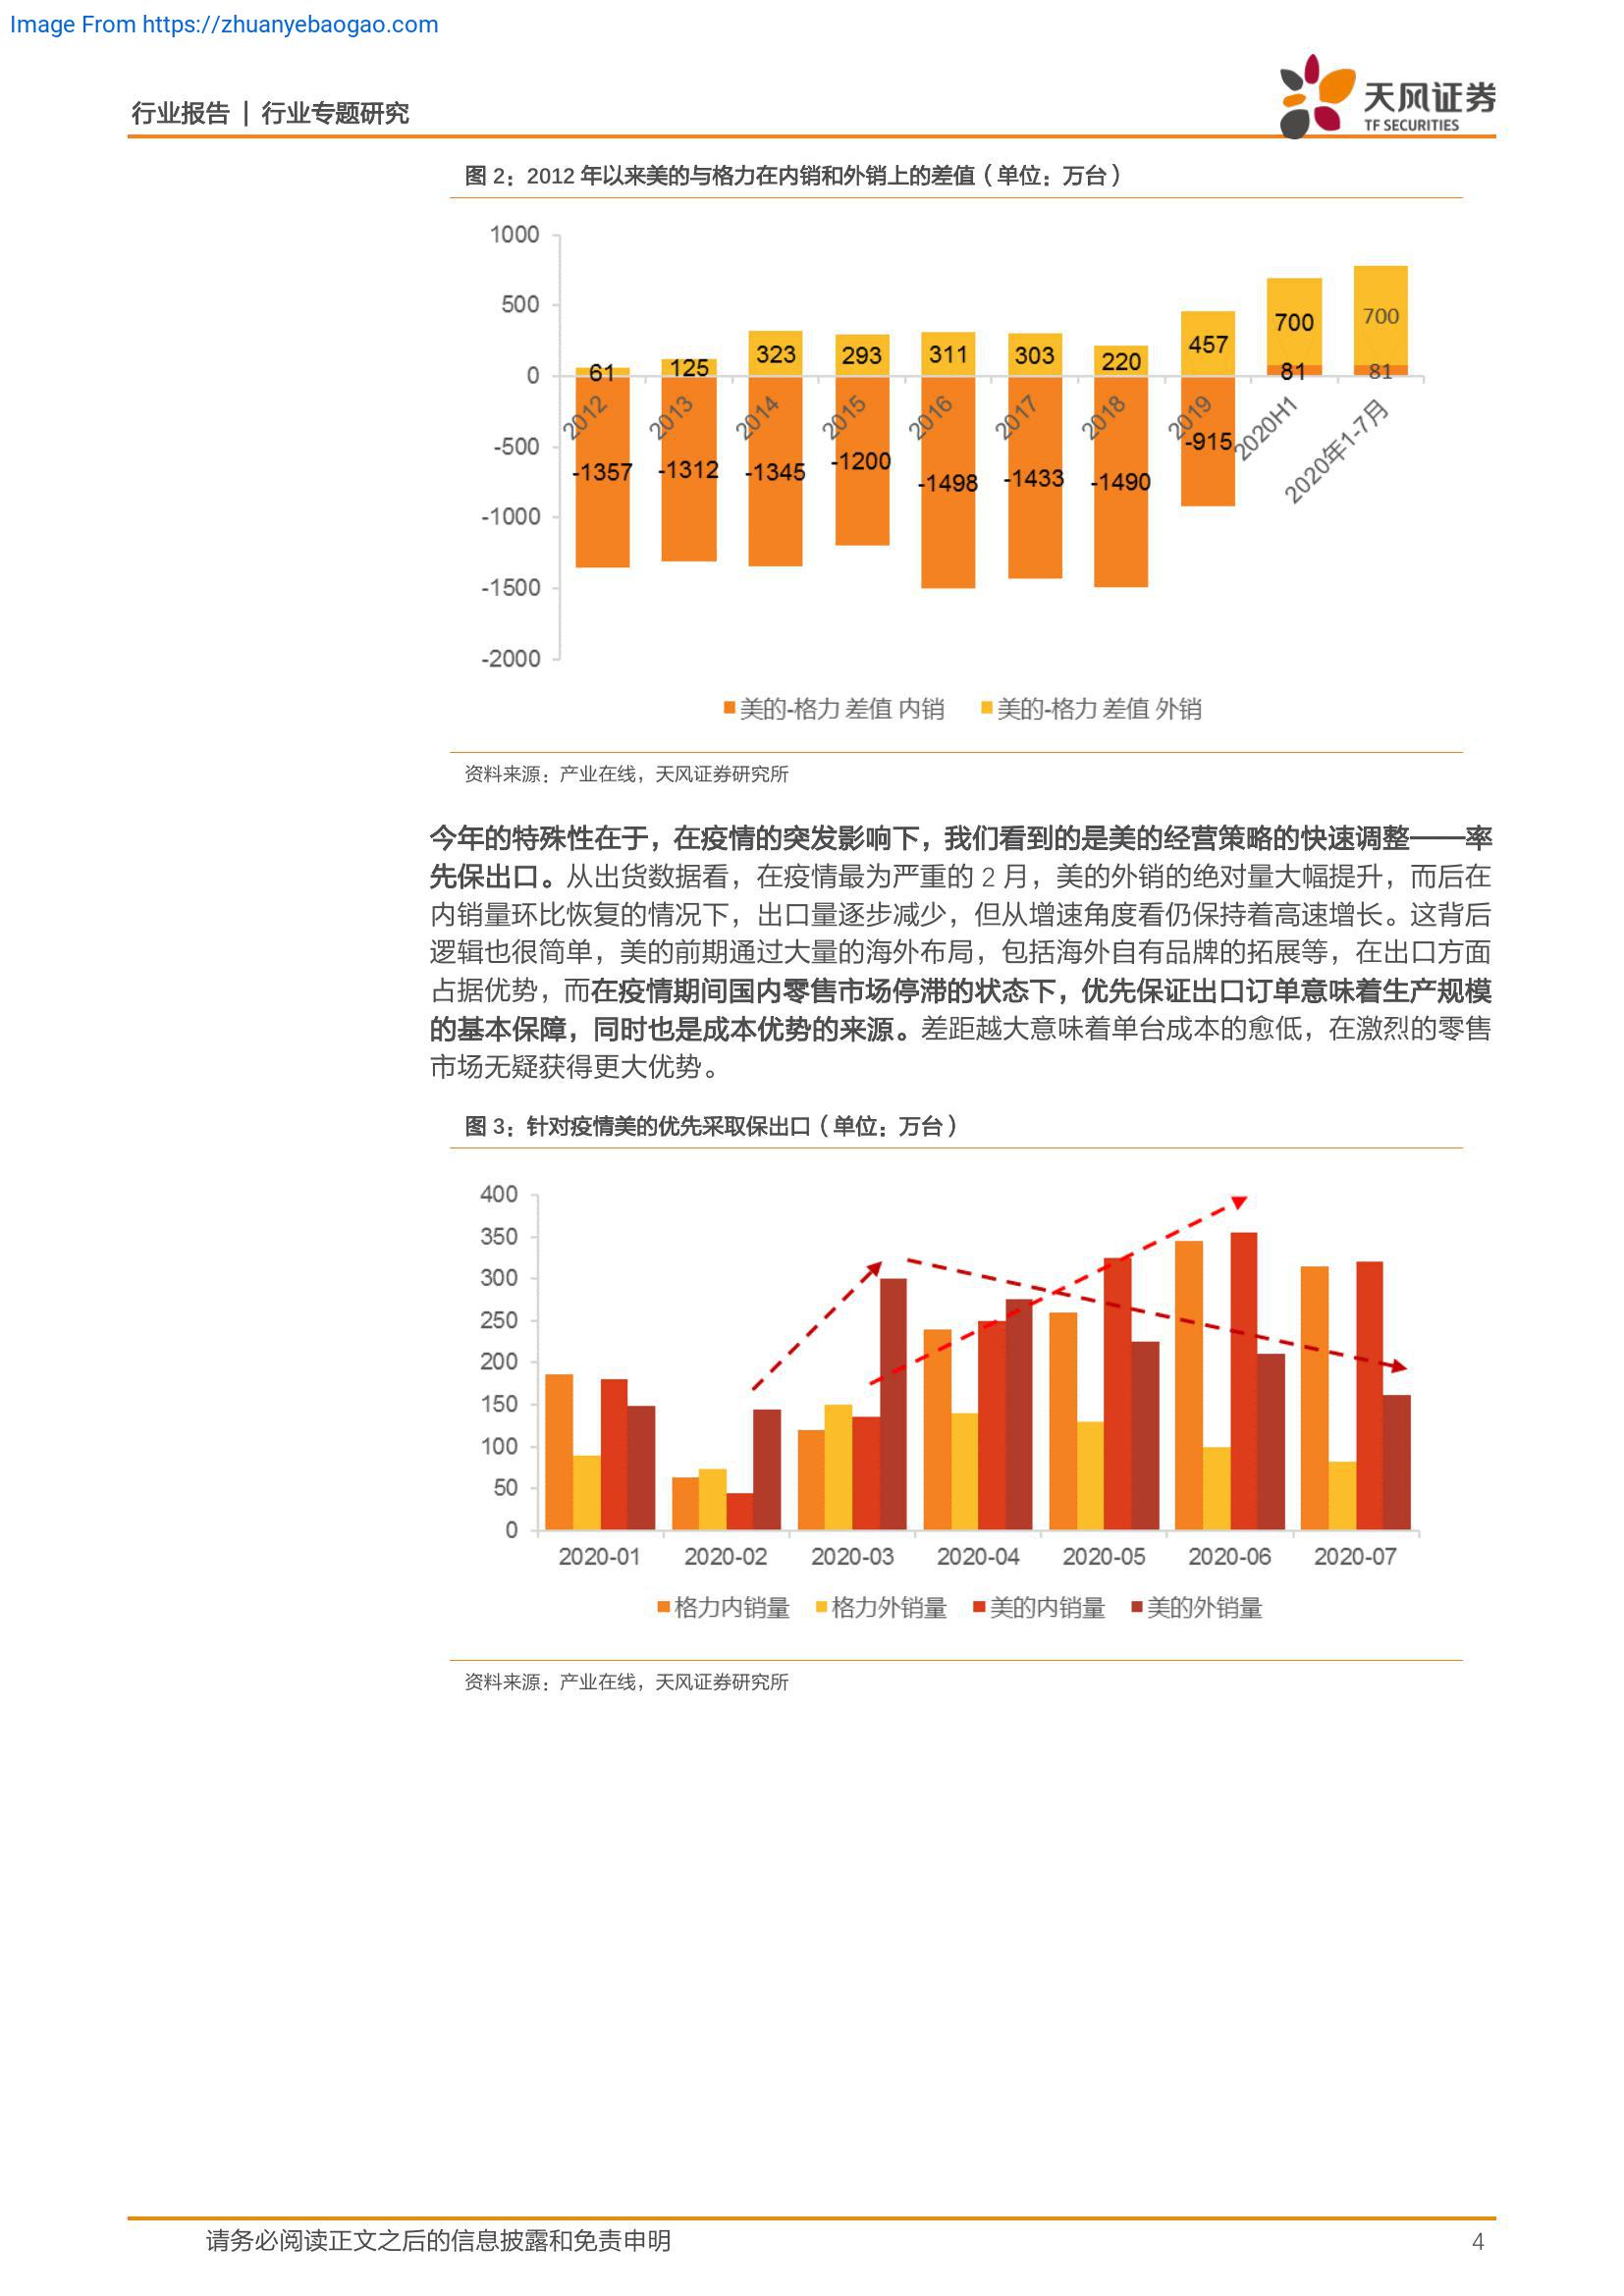 Image From https://zhuanyebaogao.com
行业报告 | 行业专题研究
天风证券
TF SECURITIES
图 2：2012 年以来美的与格力在内销和外销上的差值（单位：万台）
1000
500
0
-500
-1000
-1500
-2000
61 125 323 293 311 303 220 457 700 700
81 81
2012 2013 2014 2015 2016 2017 2018 2019 2020H1 2020年1-7月
-1357 -1312 -1345 -1200 -1498 -1433 -1490 -915
美的-格力 差值 内销 美的-格力 差值 外销
资料来源：产业在线，天风证券研究所
今年的特殊性在于，在疫情的突发影响下，我们看到的是美的经营策略的快速调整——率
先保出口。从出货数据看，在疫情最为严重的 2 月，美的外销的绝对量大幅提升，而后在
内销量环比恢复的情况下，出口量逐步减少，但从增速角度看仍保持着高速增长。这背后
逻辑也很简单，美的前期通过大量的海外布局，包括海外自有品牌的拓展等，在出口方面
占据优势，而在疫情期间国内零售市场停滞的状态下，优先保证出口订单意味着生产规模
的基本保障，同时也是成本优势的来源。差距越大意味着单台成本的愈低，在激烈的零售
市场无疑获得更大优势。
图 3：针对疫情美的优先采取保出口（单位：万台）
400
350
300
250
200
150
100
50
0
2020-01 2020-02 2020-03 2020-04 2020-05 2020-06 2020-07
格力内销量 格力外销量 美的内销量 美的外销量
资料来源：产业在线，天风证券研究所
请务必阅读正文之后的信息披露和免责申明
4